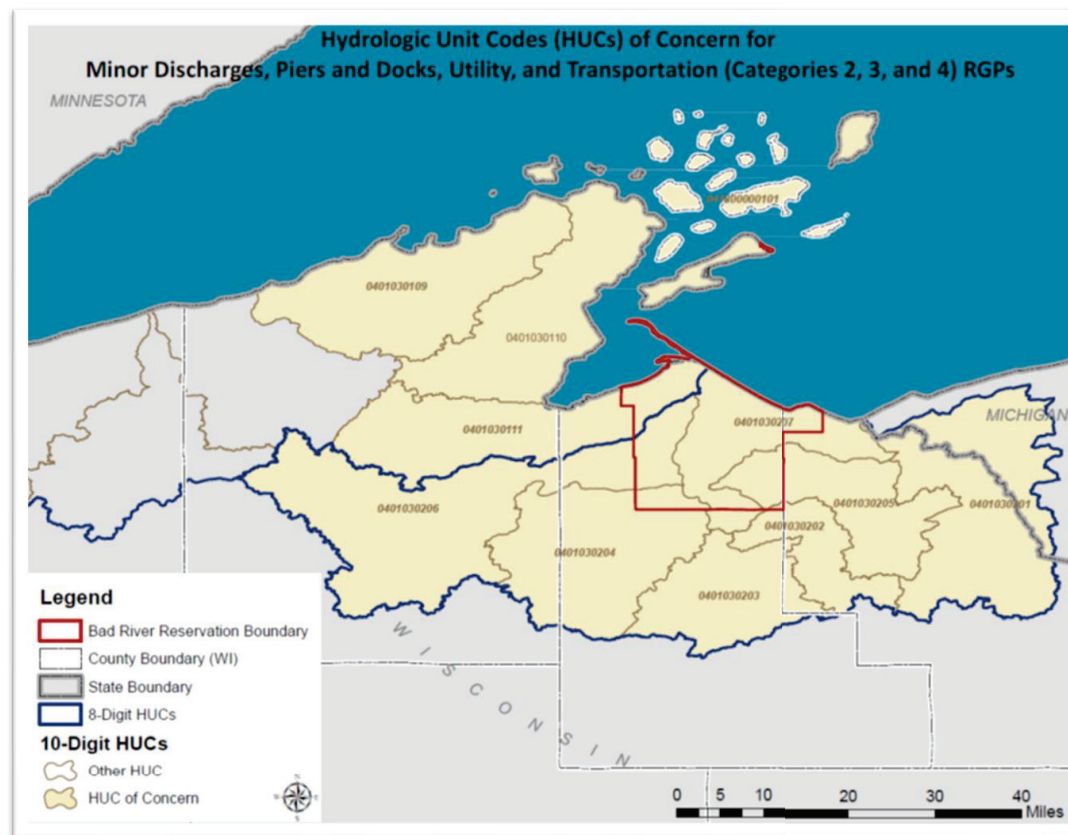 Hydrologic Unit Codes (HUCs) of Concern for
Minor Discharges, Piers and Docks, Utility, and Transportation (Categories 2, 3, and 4) RGPs
MINNESOTA
0401030109
0401030110
MICHIGAN
0401030207
0401030111
0401030206
0401030205
0401030201
0401030202
0401030204
0401030203
WISCONSIN
Legend
Bad River Reservation Boundary
County Boundary (WI)
State Boundary
8-Digit HUCs
10-Digit HUCs
Other HUC
HUC of Concern
0 5 10 20 30 40
Miles